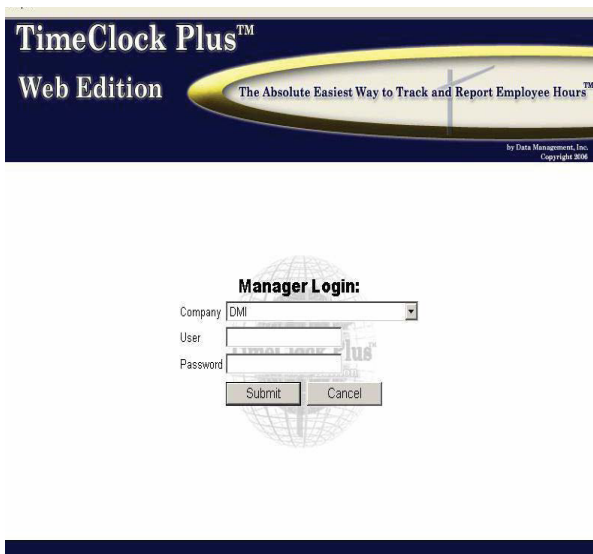 TimeClock Plus™
Web Edition
The Absolute Easiest Way to Track and Report Employee Hours™
by Data Management, Inc.
Copyright 2006
Manager Login:
Company DMI
User
Password
Submit Cancel